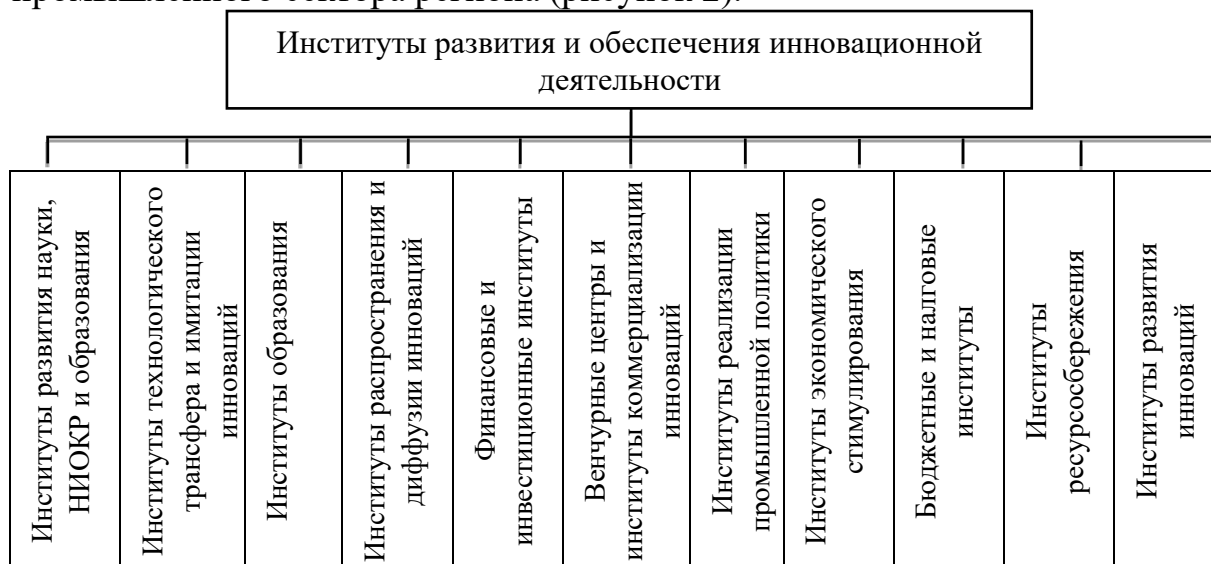 промышленного сектора региона (рисунок 2).
Институты развития и обеспечения инновационной
деятельности
Институты развития науки,
НИОКР и образования
Институты технологического
трансфера и имитации
инноваций
Институты образования
Институты распространения и
диффузии инноваций
Финансовые и
инвестиционные институты
Венчурные центры и
институты коммерциализации
инноваций
Институты реализации
промышленной политики
Институты экономического
стимулирования
Бюджетные и налговые
институты
Институты
ресурсосбережения
Институты развития
инноваций